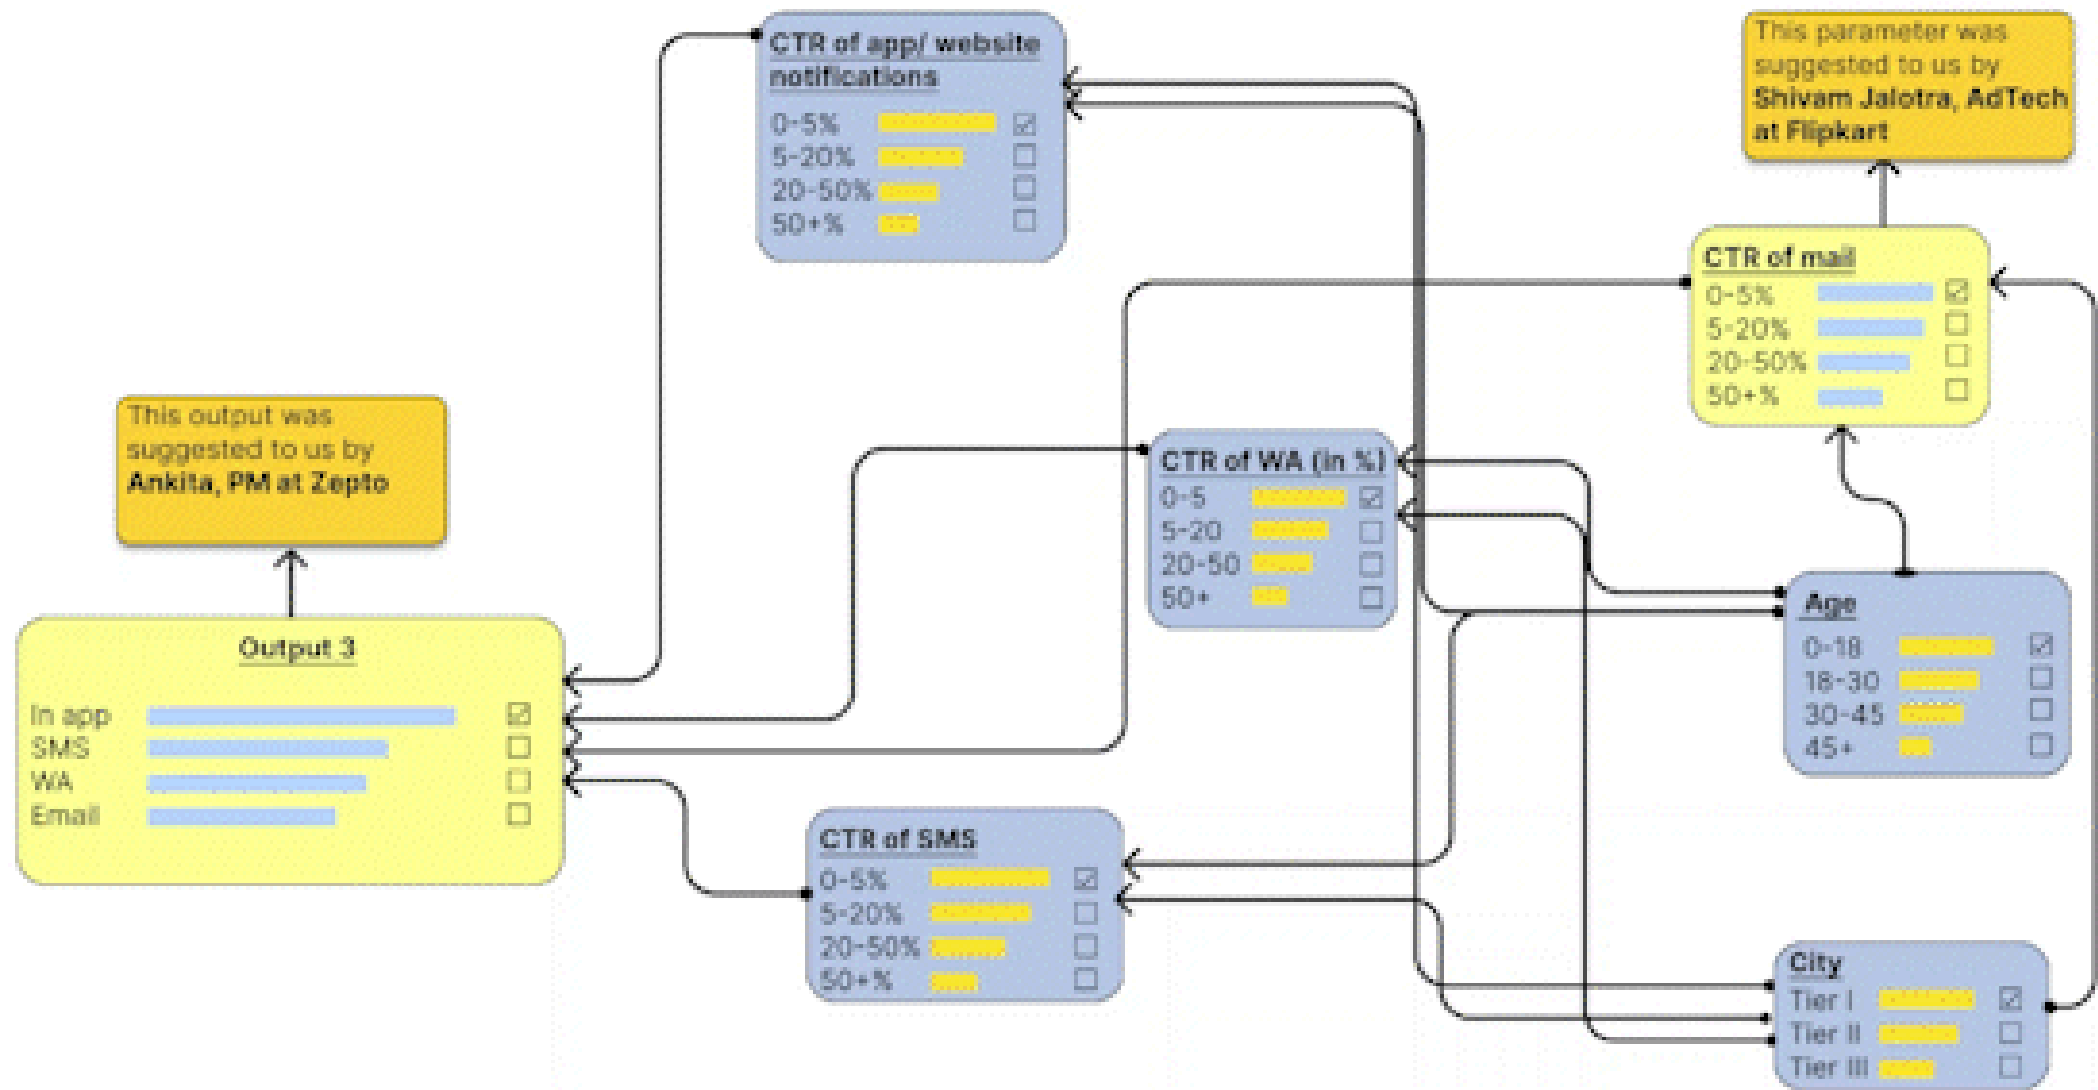 CTR of app/ website
notifications
0-5%
5-20%
20-50%
50+%
This parameter was
suggested to us by
Shivam Jalotra, AdTech
at Flipkart
CTR of mail
0-5%
5-20%
20-50%
50+%
This output was
suggested to us by
Ankita, PM at Zepto
CTR of WA (in %)
0-5
5-20
20-50
50+
Output 3
In app
SMS
WA
Email
Age
0-18
18-30
30-45
45+
CTR of SMS
0-5%
5-20%
20-50%
50+%
City
Tier I
Tier II
Tier III